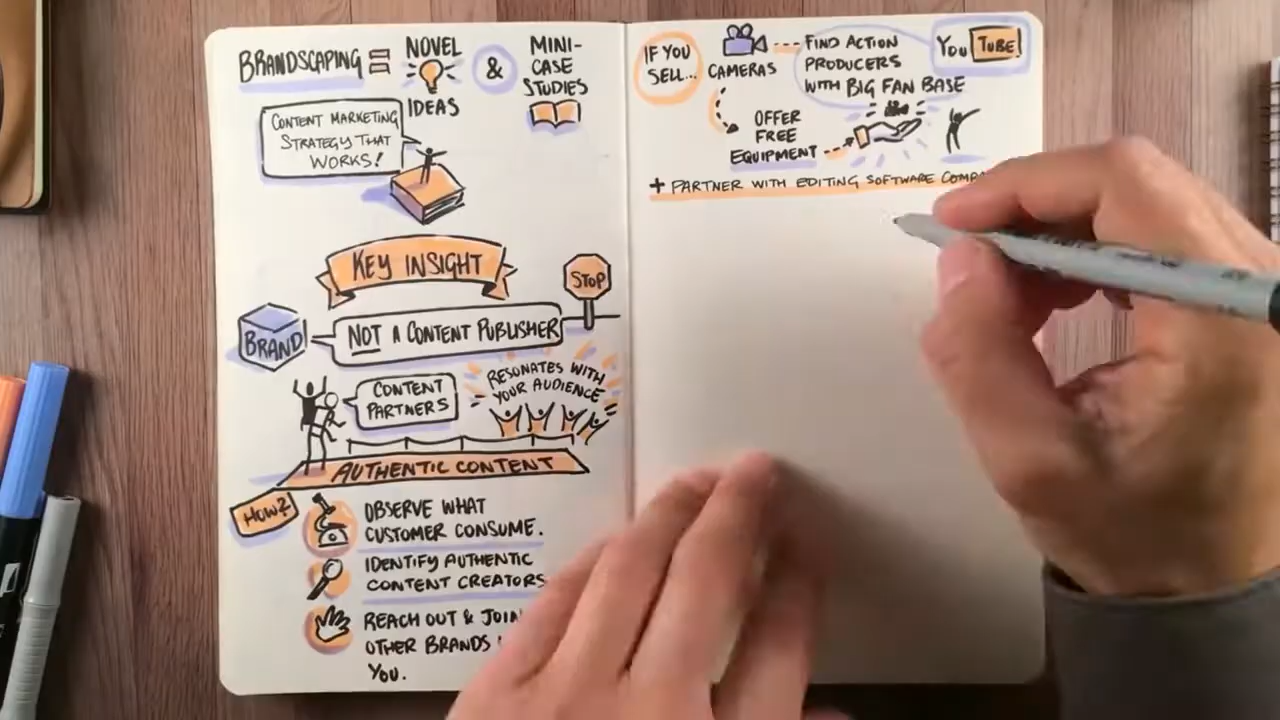 BRANDSCAPING =
NOVEL
IDEAS
&
MINI-
CASE
STUDIES
CONTENT MARKETING
STRATEGY THAT
WORKS!
KEY INSIGHT
STOP
BRAND
NOT A CONTENT PUBLISHER
CONTENT
PARTNERS
RESONATES WITH
YOUR AUDIENCE
AUTHENTIC CONTENT
HOW?
OBSERVE WHAT
CUSTOMER CONSUME.
IDENTIFY AUTHENTIC
CONTENT CREATORS
REACH OUT & JOIN
OTHER BRANDS
YOU.
IF YOU
SELL...
CAMERAS
FIND ACTION
PRODUCERS
WITH BIG FAN BASE
YOU TUBE
OFFER
FREE
EQUIPMENT
+ PARTNER WITH EDITING SOFTWARE